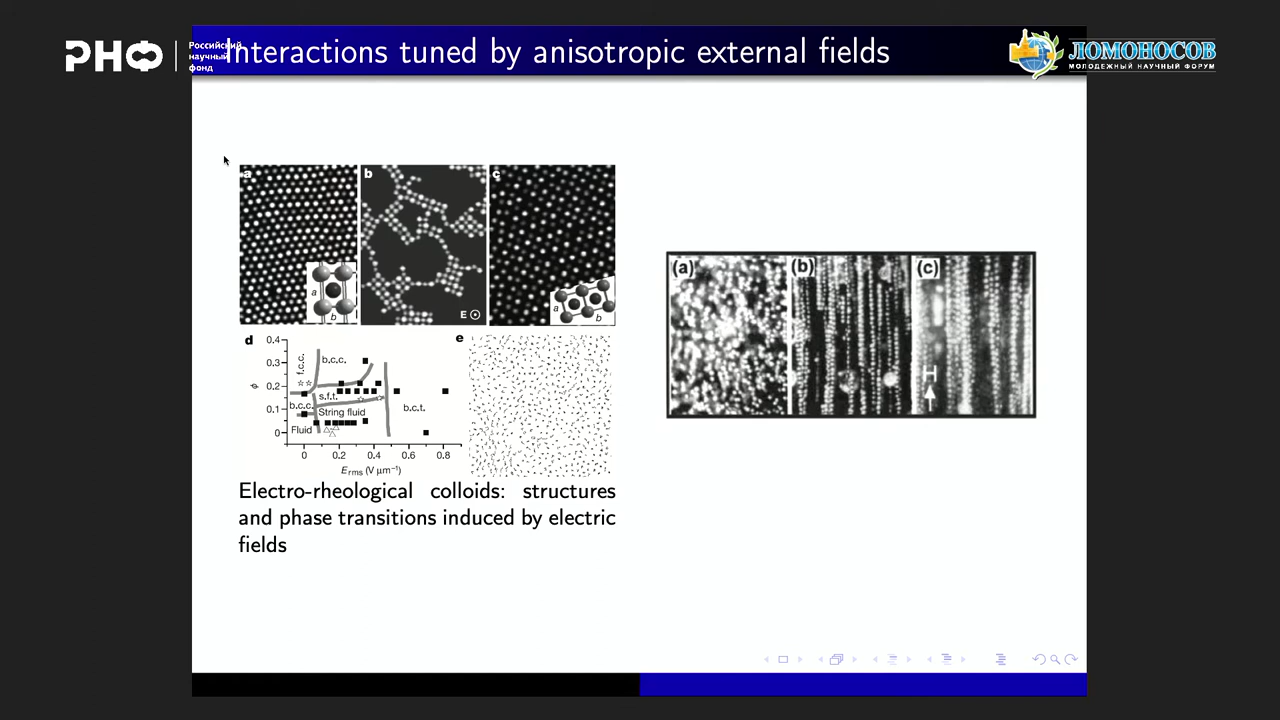 РНФ
Российский
научный
фонд
Interactions tuned by anisotropic external fields
ЛОМОНОСОВ
МОЛОДЕЖНЫЙ НАУЧНЫЙ ФОРУМ
a
b
c
a
b
E
a
b
d
0.4
0.3
0.2
0.1
0
ϕ
f.c.c.
b.c.c.
s.f.t.
b.c.c.
String fluid
b.c.t.
Fluid
0
0.2
0.4
0.6
0.8
E rms (V μm⁻¹)
e
(a)
(b)
(c)
H
Electro-rheological colloids: structures
and phase transitions induced by electric
fields